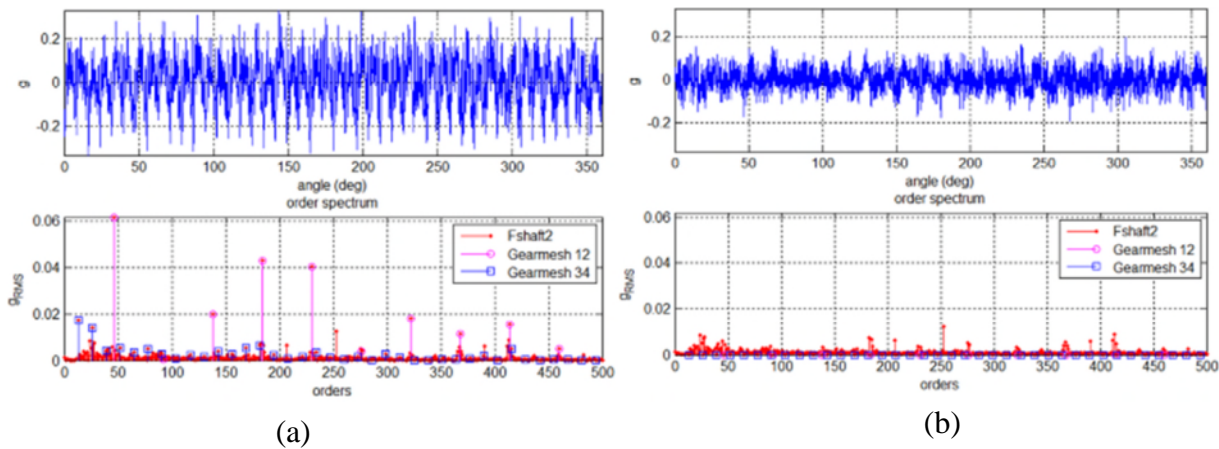 0.2
0
-0.2
g
0 50 100 150 200 250 300 350
angle (deg)
order spectrum
0.06
0.04
0.02
0
gRMS
Fshaft2
Gearmesh 12
Gearmesh 34
0 50 100 150 200 250 300 350 400 450 500
orders
(a)
0.2
0
-0.2
g
0 50 100 150 200 250 300 350
angle (deg)
order spectrum
0.06
0.04
0.02
0
gRMS
Fshaft2
Gearmesh 12
Gearmesh 34
0 50 100 150 200 250 300 350 400 450 500
orders
(b)